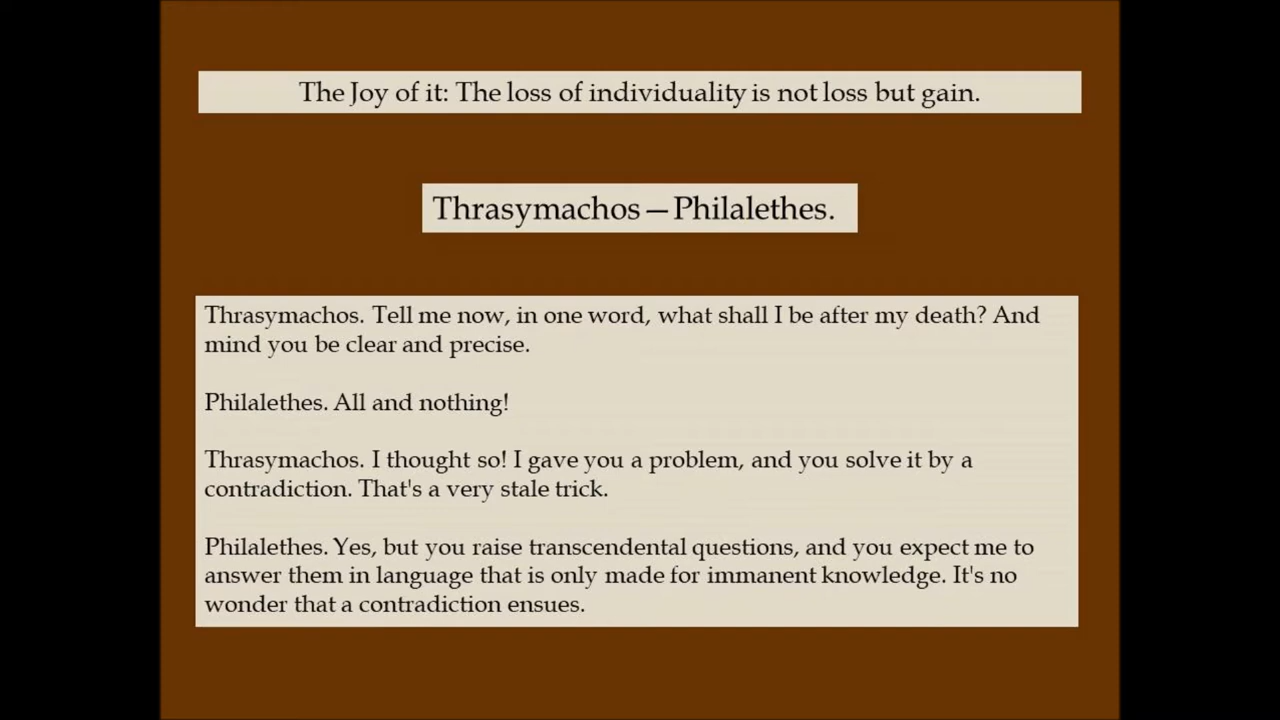 The Joy of it: The loss of individuality is not loss but gain.
Thrasymachos—Philalethes.
Thrasymachos. Tell me now, in one word, what shall I be after my death? And
mind you be clear and precise.
Philalethes. All and nothing!
Thrasymachos. I thought so! I gave you a problem, and you solve it by a
contradiction. That's a very stale trick.
Philalethes. Yes, but you raise transcendental questions, and you expect me to
answer them in language that is only made for immanent knowledge. It's no
wonder that a contradiction ensues.